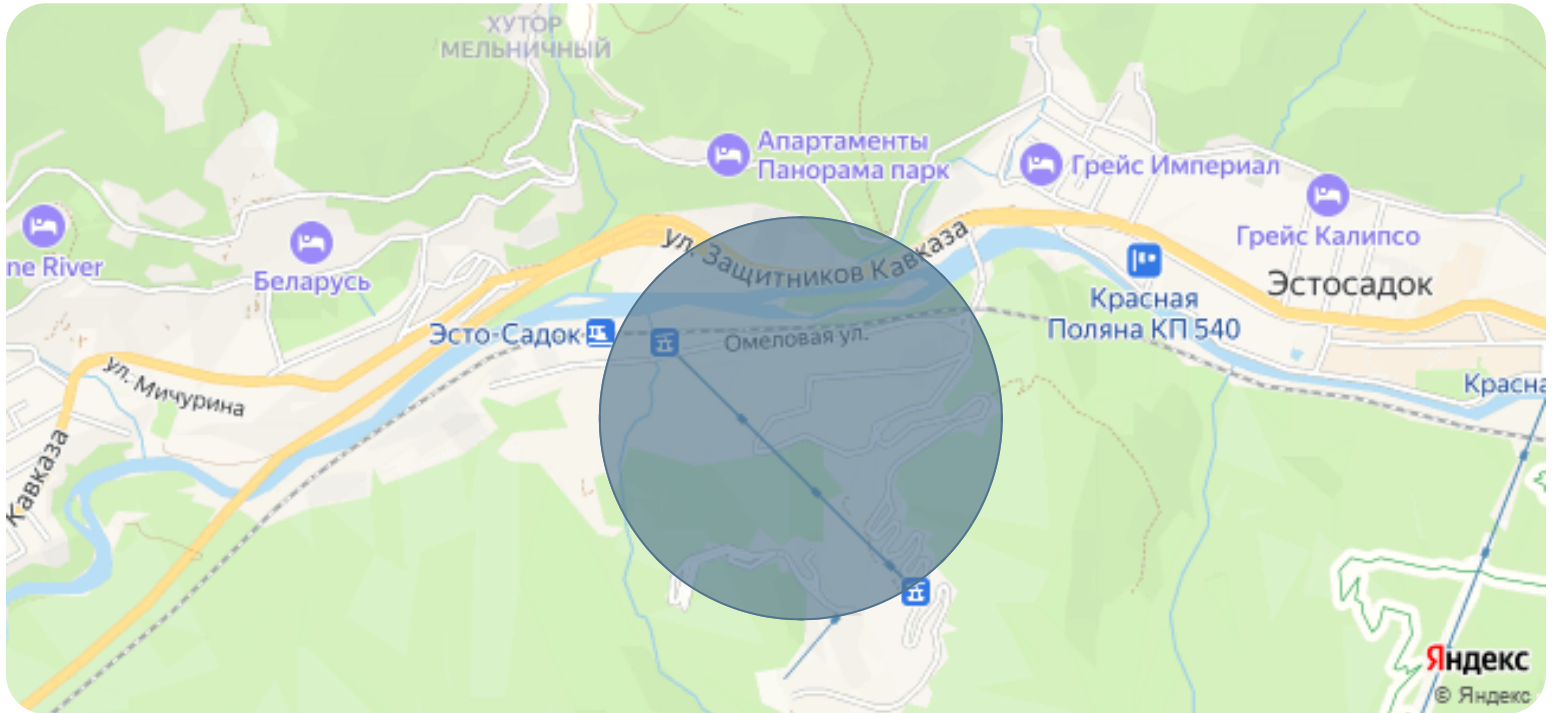 ХУТОР
МЕЛЬНИЧНЫЙ
Апартаменты
Панорама парк
Грейс Империал
Грейс Калипсо
ne River
Беларусь
ул. Защитников Кавказа
Эстосадок
Красная
Поляна КП 540
Эсто-Садок
Омеловая ул.
ул. Мичурина
Красна
Кавказа
Яндекс
© Яндекс